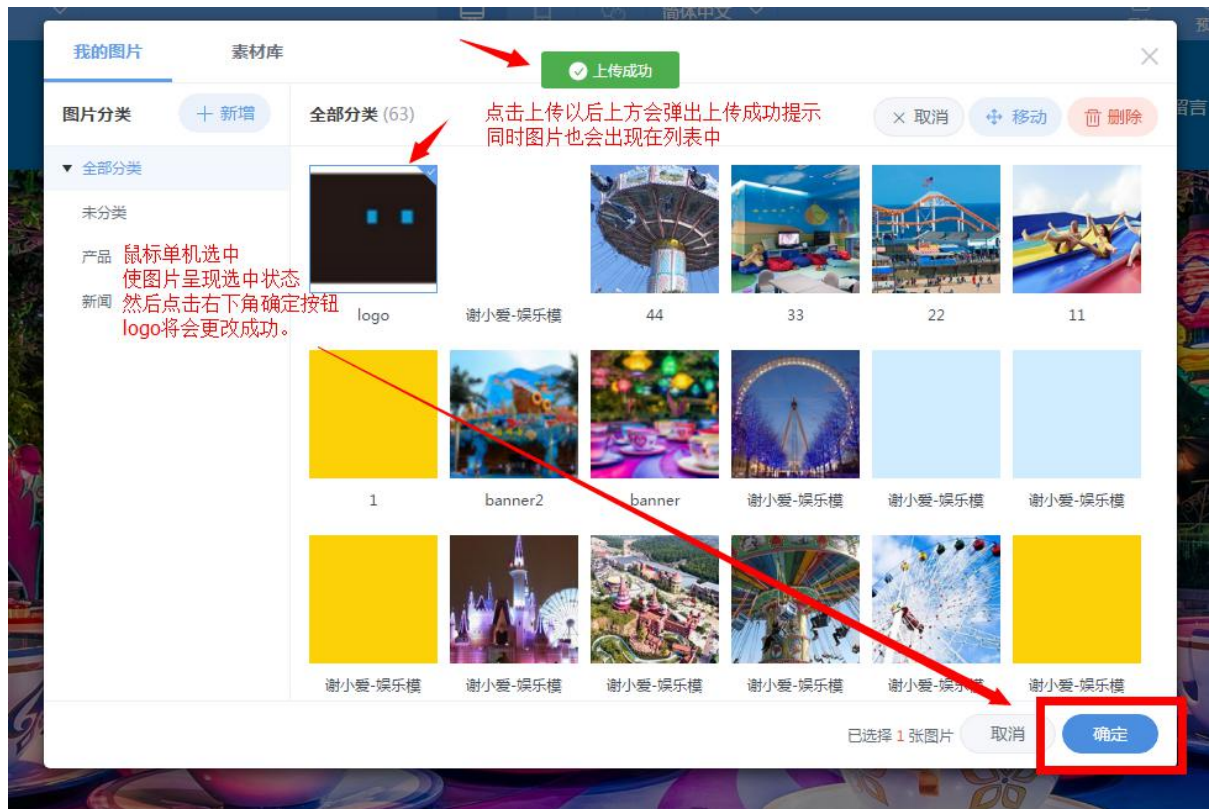 简体中文
预
留言
我的图片
素材库
上传成功
图片分类
+ 新增
全部分类 (63)
点击上传以后上方会弹出上传成功提示
同时图片也会出现在列表中
取消
移动
删除
全部分类
未分类
产品
新闻
鼠标单机选中
使图片呈现选中状态
然后点击右下角确定按钮
logo将会更改成功。
logo
谢小爱-娱乐模
44
33
22
11
1
banner2
banner
谢小爱-娱乐模
谢小爱-娱乐模
谢小爱-娱乐模
谢小爱-娱乐模
谢小爱-娱乐模
谢小爱-娱乐模
谢小爱-娱乐模
谢小爱-娱乐模
谢小爱-娱乐模
已选择 1 张图片
取消
确定